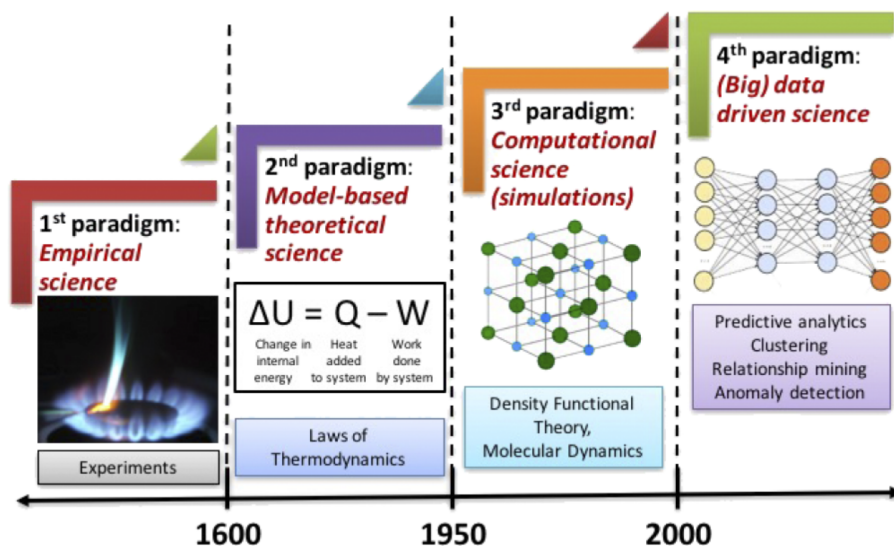 1st paradigm:
Empirical
science
Experiments
2nd paradigm:
Model-based
theoretical
science
ΔU = Q – W
Change in internal energy
Heat added to system
Work done by system
Laws of
Thermodynamics
3rd paradigm:
Computational
science
(simulations)
Density Functional
Theory,
Molecular Dynamics
4th paradigm:
(Big) data
driven science
Predictive analytics
Clustering
Relationship mining
Anomaly detection
1600
1950
2000